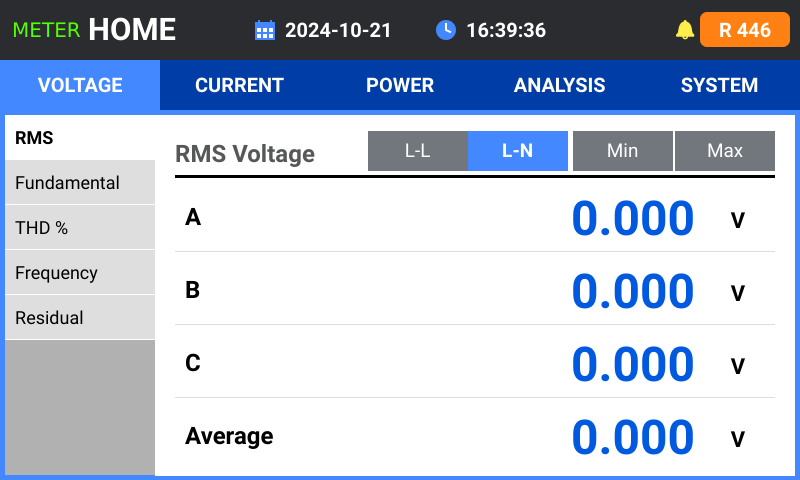 METER HOME 2024-10-21 16:39:36 R 446
VOLTAGE CURRENT POWER ANALYSIS SYSTEM
RMS
Fundamental
THD %
Frequency
Residual
RMS Voltage L-L L-N Min Max
A 0.000 V
B 0.000 V
C 0.000 V
Average 0.000 V